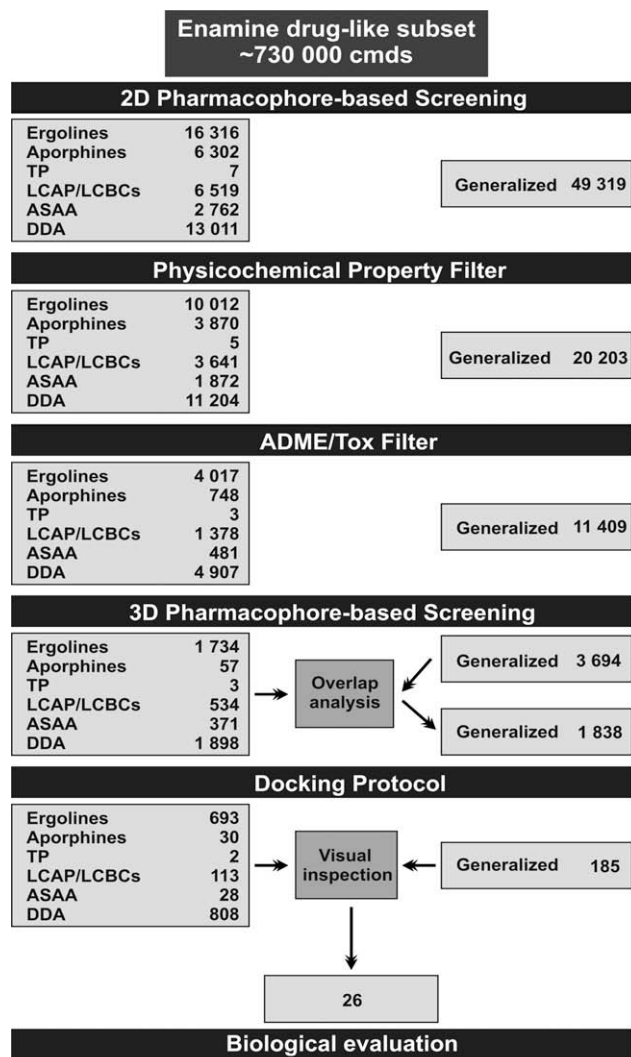 Enamine drug-like subset
~730 000 cmds
2D Pharmacophore-based Screening
Ergolines 16 316
Aporphines 6 302
TP 7
LCAP/LCBCs 6 519
ASAA 2 762
DDA 13 011
Generalized 49 319
Physicochemical Property Filter
Ergolines 10 012
Aporphines 3 870
TP 5
LCAP/LCBCs 3 641
ASAA 1 872
DDA 11 204
Generalized 20 203
ADME/Tox Filter
Ergolines 4 017
Aporphines 748
TP 3
LCAP/LCBCs 1 378
ASAA 481
DDA 4 907
Generalized 11 409
3D Pharmacophore-based Screening
Ergolines 1 734
Aporphines 57
TP 3
LCAP/LCBCs 534
ASAA 371
DDA 1 898
Overlap
analysis
Generalized 3 694
Generalized 1 838
Docking Protocol
Ergolines 693
Aporphines 30
TP 2
LCAP/LCBCs 113
ASAA 28
DDA 808
Visual
inspection
Generalized 185
26
Biological evaluation